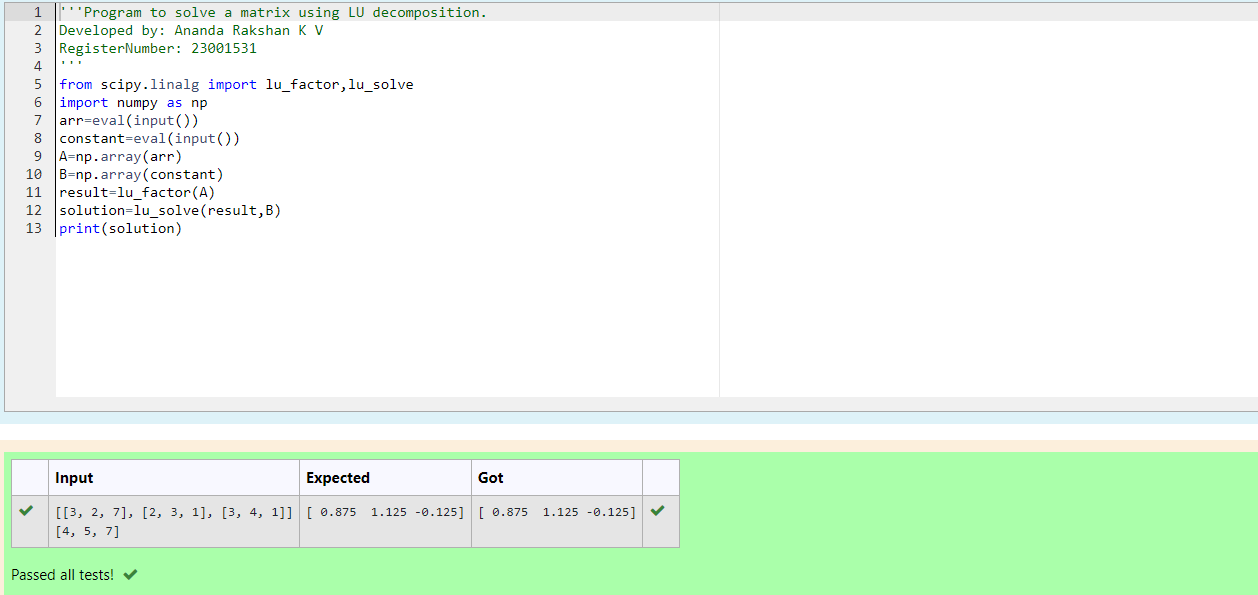 1 '''Program to solve a matrix using LU decomposition.
2 Developed by: Ananda Rakshan K V
3 RegisterNumber: 23001531
4 '''
5 from scipy.linalg import lu_factor,lu_solve
6 import numpy as np
7 arr=eval(input())
8 constant=eval(input())
9 A=np.array(arr)
10 B=np.array(constant)
11 result=lu_factor(A)
12 solution=lu_solve(result,B)
13 print(solution)
Input Expected Got
[[3, 2, 7], [2, 3, 1], [3, 4, 1]] [ 0.875  1.125 -0.125] [ 0.875  1.125 -0.125]
[4, 5, 7]
Passed all tests!